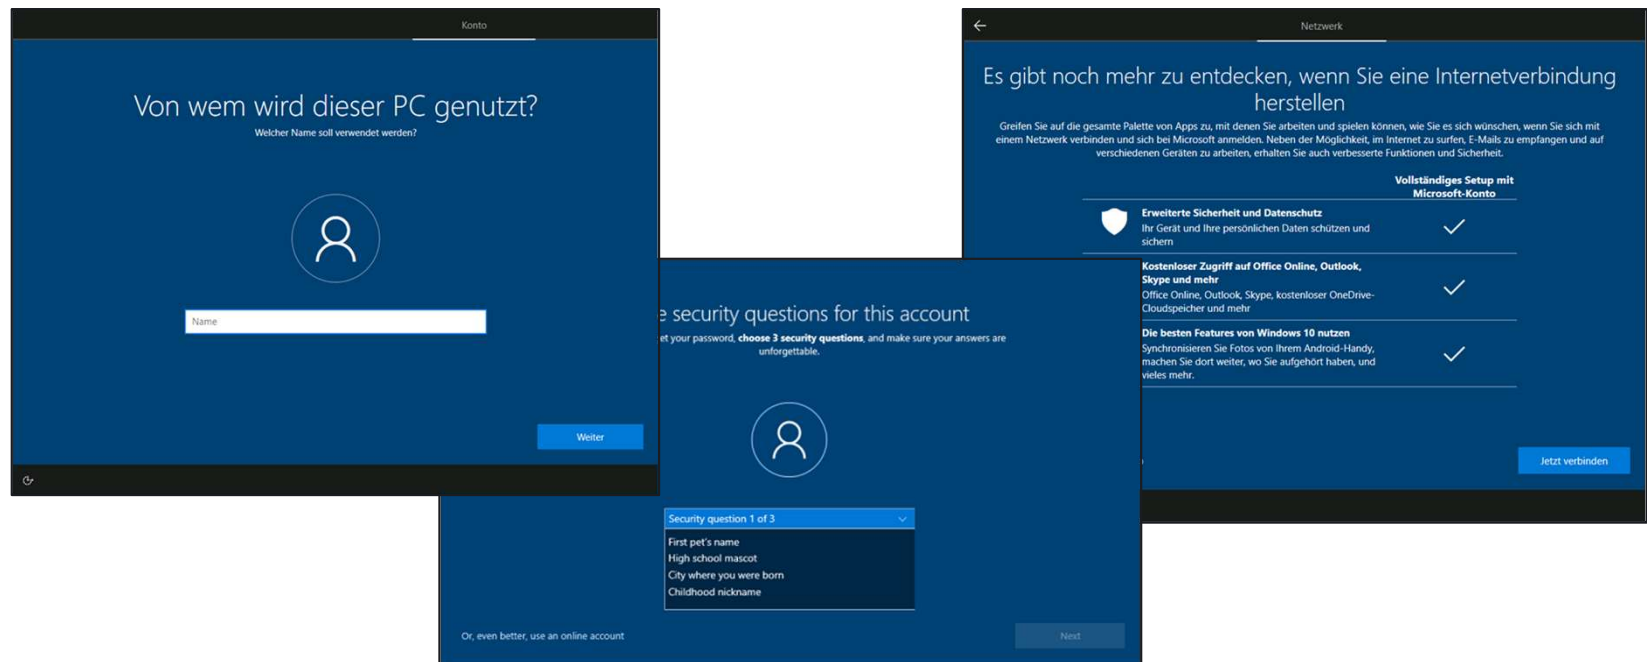 Konto
Von wem wird dieser PC genutzt?
Welcher Name soll verwendet werden?
Name
Weiter
Netzwerk
Es gibt noch mehr zu entdecken, wenn Sie eine Internetverbindung
herstellen
Greifen Sie auf die gesamte Palette von Apps zu, mit denen Sie arbeiten und spielen können, wie Sie es sich wünschen, wenn Sie sich mit
einem Netzwerk verbinden und sich bei Microsoft anmelden. Neben der Möglichkeit, im Internet zu surfen, E-Mails zu empfangen und auf
verschiedenen Geräten zu arbeiten, erhalten Sie auch verbesserte Funktionen und Sicherheit.
Vollständiges Setup mit
Microsoft-Konto
Erweiterte Sicherheit und Datenschutz
Ihr Gerät und Ihre persönlichen Daten schützen und
sichern
Kostenloser Zugriff auf Office Online, Outlook,
Skype und mehr
Office Online, Outlook, Skype, kostenloser OneDrive-
Cloudspeicher und mehr
Die besten Features von Windows 10 nutzen
Synchronisieren Sie Fotos von Ihrem Android-Handy,
machen Sie dort weiter, wo Sie aufgehört haben, und
vieles mehr.
Jetzt verbinden
security questions for this account
your password, choose 3 security questions, and make sure your answers are
unforgettable.
Security question 1 of 3
First pet's name
High school mascot
City where you were born
Childhood nickname
Or, even better, use an online account
Next